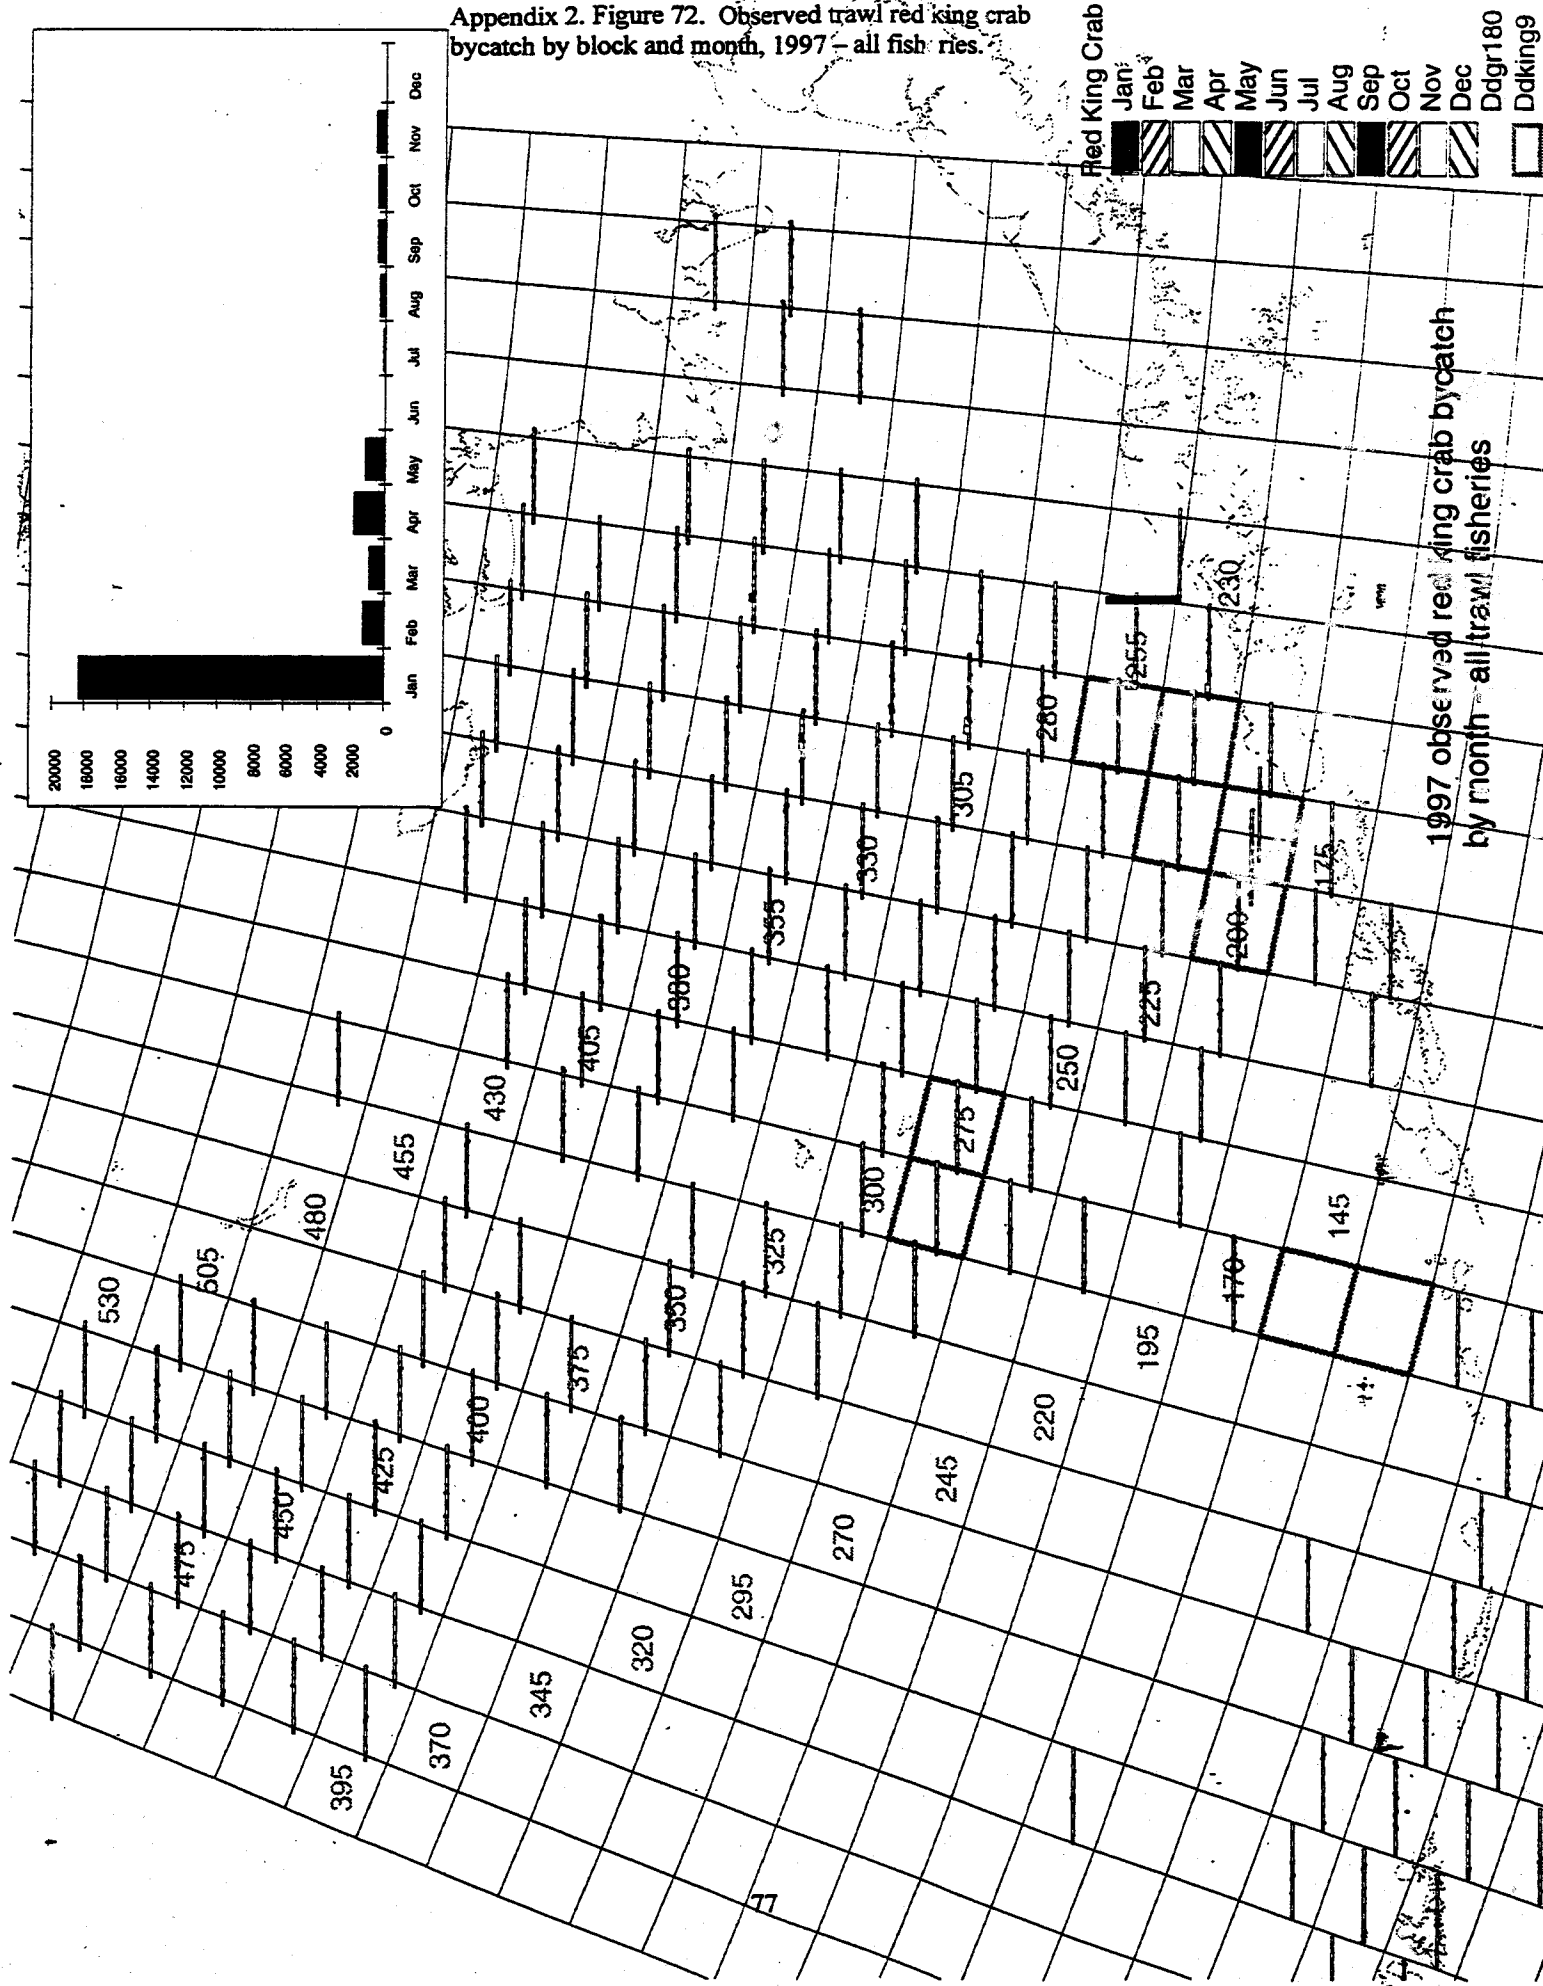 Appendix 2. Figure 72. Observed trawl red king crab
bycatch by block and month, 1997 – all fish ries.
20000
18000
16000
14000
12000
10000
8000
6000
4000
2000
0
Jan
Feb
Mar
Apr
May
Jun
Jul
Aug
Sep
Oct
Nov
Dec
Red King Crab
Jan
Feb
Mar
Apr
May
Jun
Jul
Aug
Sep
Oct
Nov
Dec
Ddgr180
Ddking9
530
505
480
455
430
405
380
355
330
305
280
255
230
475
450
425
400
375
350
325
300
275
250
225
200
175
395
370
345
320
295
270
245
220
195
170
145
1997 observed red king crab bycatch
by month - all trawl fisheries
77